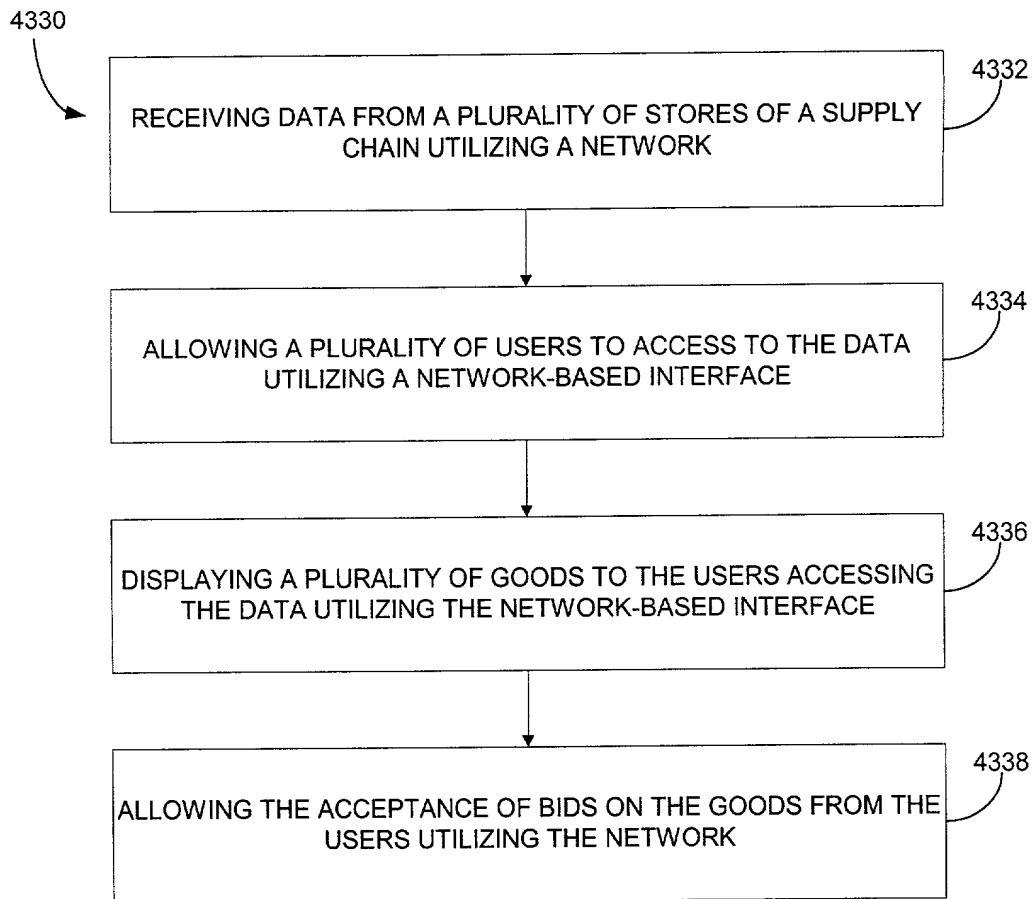 4330
4332
RECEIVING DATA FROM A PLURALITY OF STORES OF A SUPPLY
CHAIN UTILIZING A NETWORK
4334
ALLOWING A PLURALITY OF USERS TO ACCESS TO THE DATA
UTILIZING A NETWORK-BASED INTERFACE
4336
DISPLAYING A PLURALITY OF GOODS TO THE USERS ACCESSING
THE DATA UTILIZING THE NETWORK-BASED INTERFACE
4338
ALLOWING THE ACCEPTANCE OF BIDS ON THE GOODS FROM THE
USERS UTILIZING THE NETWORK